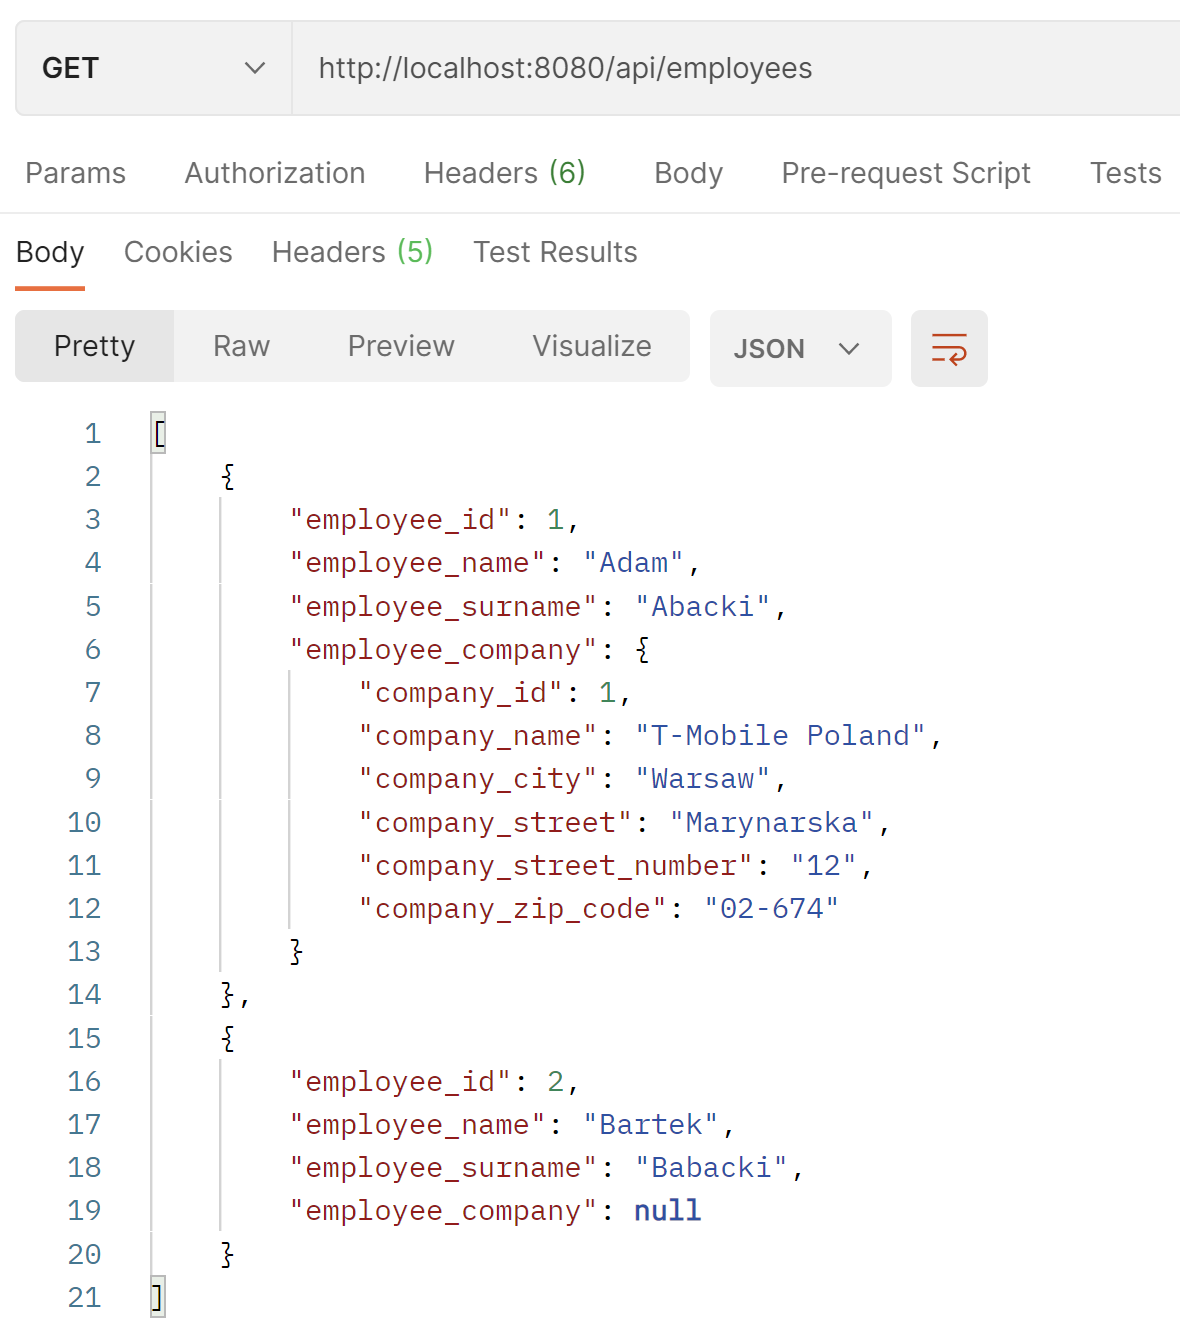 GET http://localhost:8080/api/employees
Params Authorization Headers (6) Body Pre-request Script Tests
Body Cookies Headers (5) Test Results
Pretty Raw Preview Visualize JSON
1 [
2 {
3 "employee_id": 1,
4 "employee_name": "Adam",
5 "employee_surname": "Abacki",
6 "employee_company": {
7 "company_id": 1,
8 "company_name": "T-Mobile Poland",
9 "company_city": "Warsaw",
10 "company_street": "Marynarska",
11 "company_street_number": "12",
12 "company_zip_code": "02-674"
13 }
14 },
15 {
16 "employee_id": 2,
17 "employee_name": "Bartek",
18 "employee_surname": "Babacki",
19 "employee_company": null
20 }
21 ]